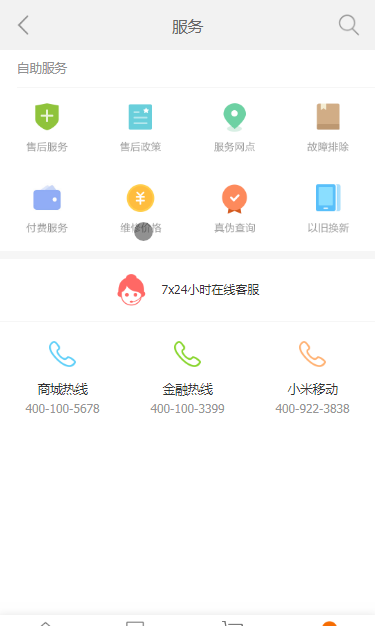 服务
自助服务
售后服务 售后政策 服务网点 故障排除
付费服务 维修价格 真伪查询 以旧换新
7x24小时在线客服
商城热线 金融热线 小米移动
400-100-5678 400-100-3399 400-922-3838